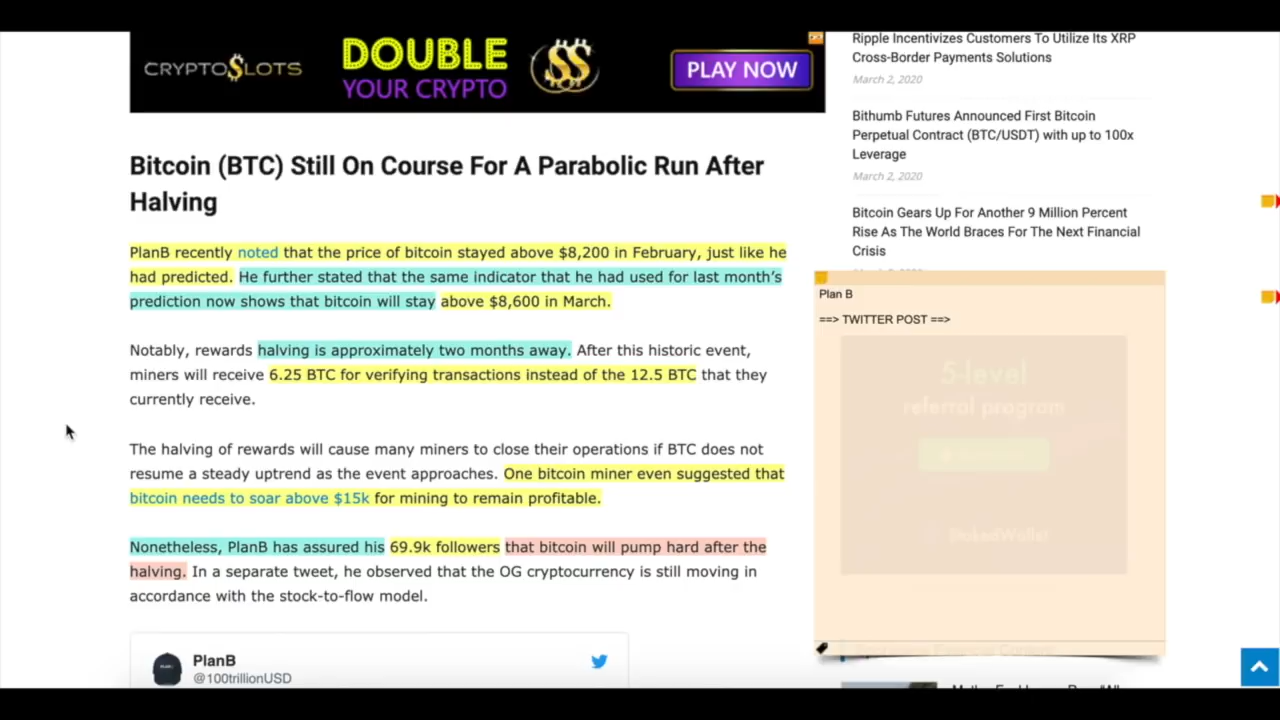 CRYPTO$LOTS
DOUBLE
YOUR CRYPTO
PLAY NOW
Bitcoin (BTC) Still On Course For A Parabolic Run After
Halving
PlanB recently noted that the price of bitcoin stayed above $8,200 in February, just like he
had predicted. He further stated that the same indicator that he had used for last month's
prediction now shows that bitcoin will stay above $8,600 in March.
Notably, rewards halving is approximately two months away. After this historic event,
miners will receive 6.25 BTC for verifying transactions instead of the 12.5 BTC that they
currently receive.
The halving of rewards will cause many miners to close their operations if BTC does not
resume a steady uptrend as the event approaches. One bitcoin miner even suggested that
bitcoin needs to soar above $15k for mining to remain profitable.
Nonetheless, PlanB has assured his 69.9k followers that bitcoin will pump hard after the
halving. In a separate tweet, he observed that the OG cryptocurrency is still moving in
accordance with the stock-to-flow model.
PlanB
@100trillionUSD
Ripple Incentivizes Customers To Utilize Its XRP
Cross-Border Payments Solutions
March 2, 2020
Bithumb Futures Announced First Bitcoin
Perpetual Contract (BTC/USDT) with up to 100x
Leverage
March 2, 2020
Bitcoin Gears Up For Another 9 Million Percent
Rise As The World Braces For The Next Financial
Crisis
Plan B
==> TWITTER POST ==>
5-level
referral program